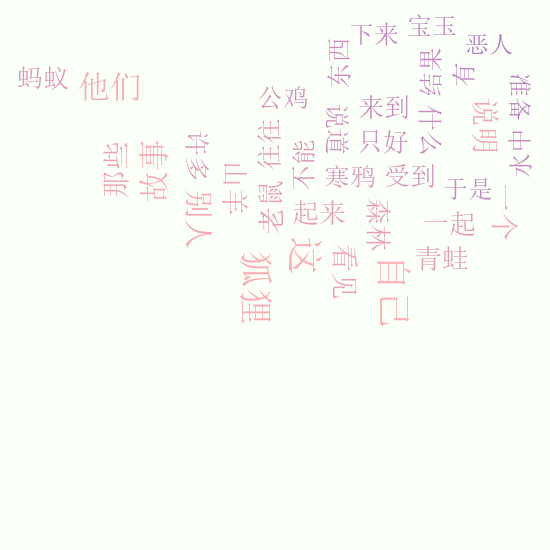 宝玉
下来
恶人
东西
结果
有
蚂蚁
他们
公鸡
准备
来到
什么
说明
说道
只好
水中
往往
许多
不能
那些
故事
山羊
寒鸦
受到
于是
别人
老鼠
起来
森林
一起
一个
狐狸
这
看见
自己
青蛙